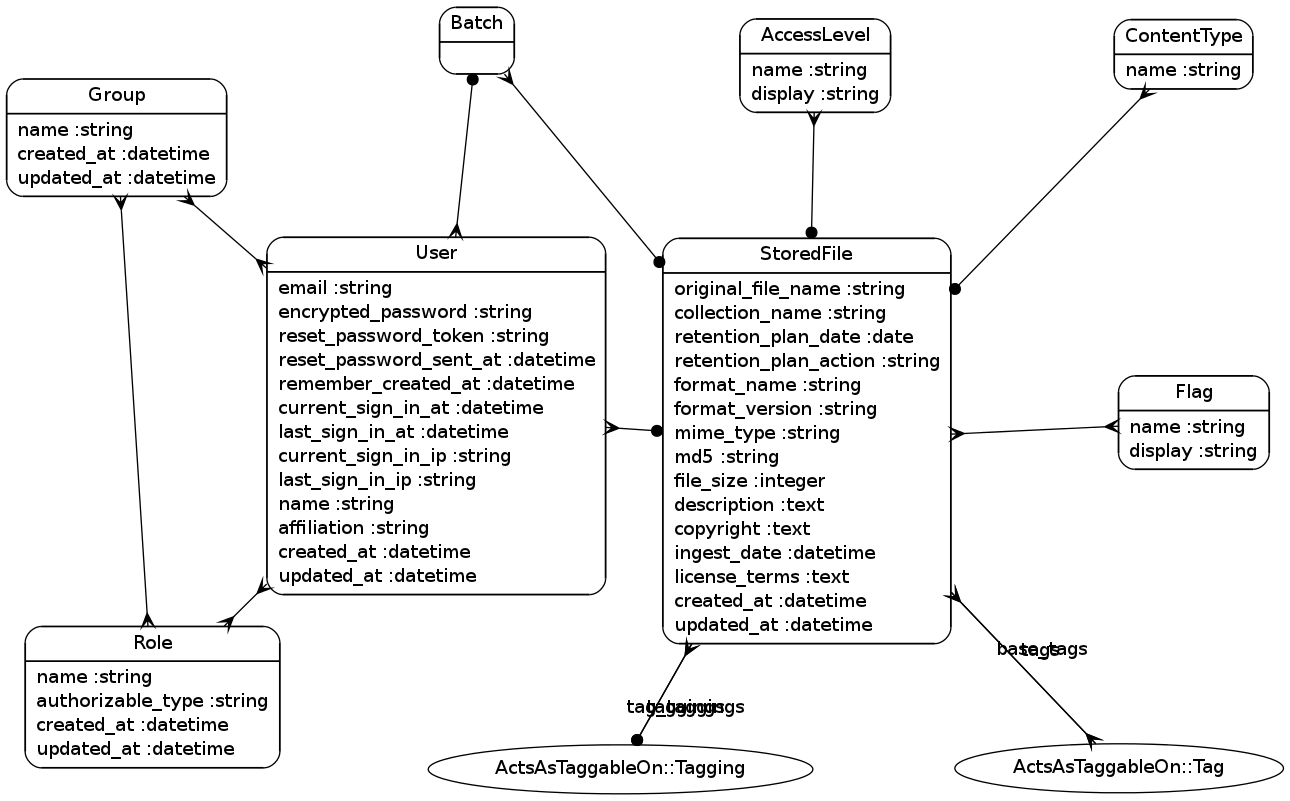 Batch
AccessLevel
name :string
display :string
ContentType
name :string
Group
name :string
created_at :datetime
updated_at :datetime
User
email :string
encrypted_password :string
reset_password_token :string
reset_password_sent_at :datetime
remember_created_at :datetime
current_sign_in_at :datetime
last_sign_in_at :datetime
current_sign_in_ip :string
last_sign_in_ip :string
name :string
affiliation :string
created_at :datetime
updated_at :datetime
StoredFile
original_file_name :string
collection_name :string
retention_plan_date :date
retention_plan_action :string
format_name :string
format_version :string
mime_type :string
md5 :string
file_size :integer
description :text
copyright :text
ingest_date :datetime
license_terms :text
created_at :datetime
updated_at :datetime
Flag
name :string
display :string
Role
name :string
authorizable_type :string
created_at :datetime
updated_at :datetime
base_tags
tags
ActsAsTaggableOn::Tagging
ActsAsTaggableOn::Tag